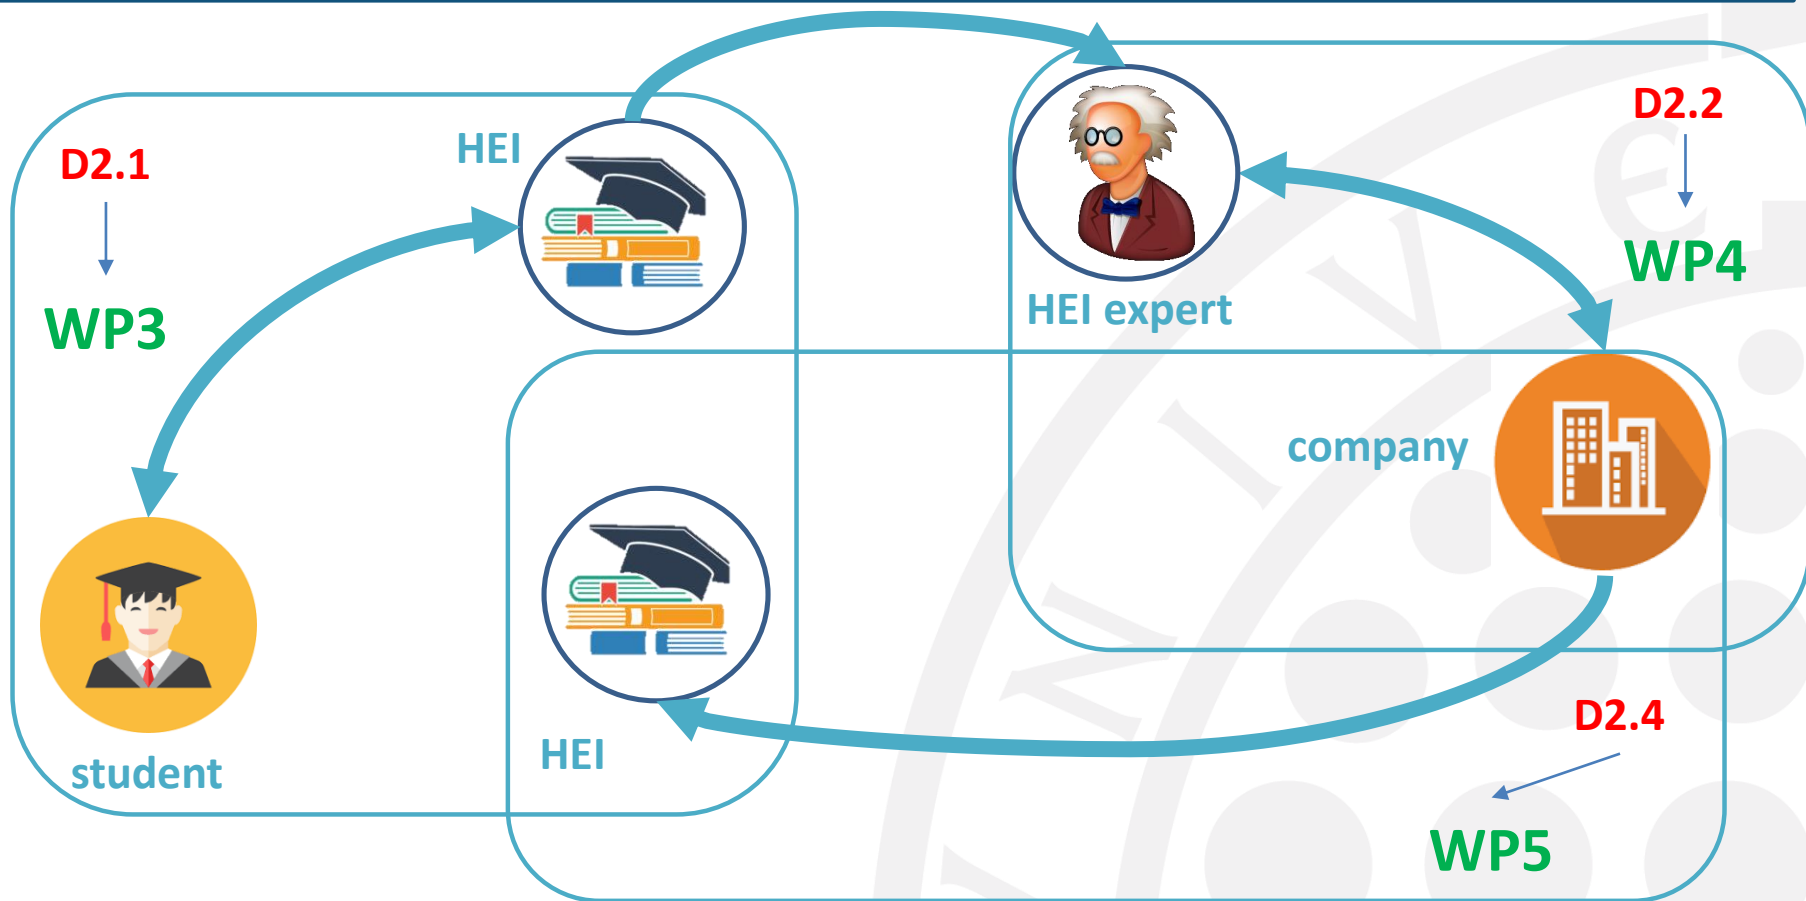 D2.1
WP3
HEI
student
HEI expert
D2.2
WP4
company
HEI
D2.4
WP5
U N I V E